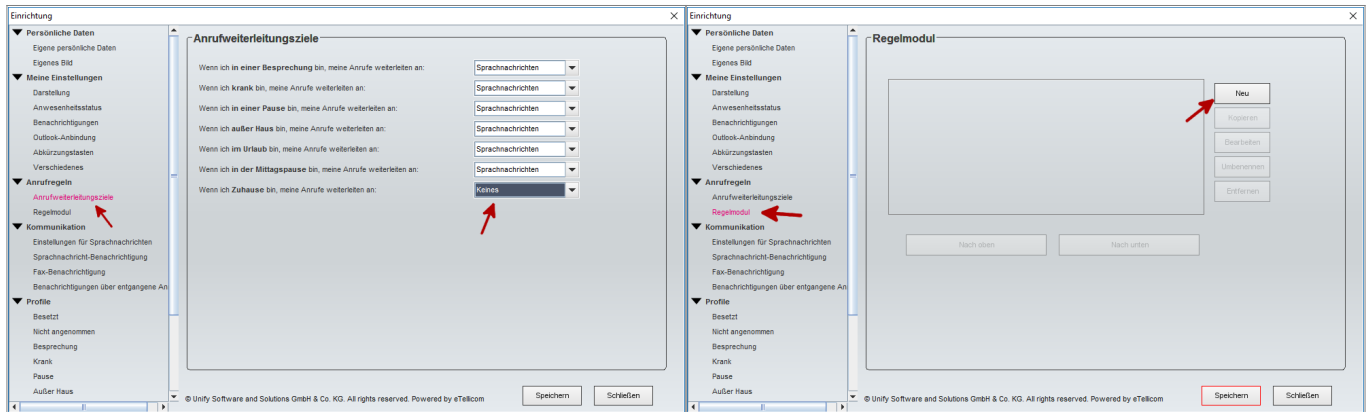 Einrichtung
Persönliche Daten
Eigene persönliche Daten
Eigenes Bild
Meine Einstellungen
Darstellung
Anwesenheitsstatus
Benachrichtigungen
Outlook-Anbindung
Abkürzungstasten
Verschiedenes
Anrufregeln
Anrufweiterleitungsziele
Regelmodul
Kommunikation
Einstellungen für Sprachnachrichten
Sprachnachricht-Benachrichtigung
Fax-Benachrichtigung
Benachrichtigungen über entgangene An
Profile
Besetzt
Nicht angenommen
Besprechung
Krank
Pause
Außer Haus
Anrufweiterleitungsziele
Wenn ich in einer Besprechung bin, meine Anrufe weiterleiten an: Sprachnachrichten
Wenn ich krank bin, meine Anrufe weiterleiten an: Sprachnachrichten
Wenn ich in einer Pause bin, meine Anrufe weiterleiten an: Sprachnachrichten
Wenn ich außer Haus bin, meine Anrufe weiterleiten an: Sprachnachrichten
Wenn ich im Urlaub bin, meine Anrufe weiterleiten an: Sprachnachrichten
Wenn ich in der Mittagspause bin, meine Anrufe weiterleiten an: Sprachnachrichten
Wenn ich Zuhause bin, meine Anrufe weiterleiten an: Keines
© Unify Software and Solutions GmbH & Co. KG. All rights reserved. Powered by eTellicom
Speichern Schließen
Einrichtung
Persönliche Daten
Eigene persönliche Daten
Eigenes Bild
Meine Einstellungen
Darstellung
Anwesenheitsstatus
Benachrichtigungen
Outlook-Anbindung
Abkürzungstasten
Verschiedenes
Anrufregeln
Anrufweiterleitungsziele
Regelmodul
Kommunikation
Einstellungen für Sprachnachrichten
Sprachnachricht-Benachrichtigung
Fax-Benachrichtigung
Benachrichtigungen über entgangene An
Profile
Besetzt
Nicht angenommen
Besprechung
Krank
Pause
Außer Haus
Regelmodul
Neu
Kopieren
Bearbeiten
Umbenennen
Entfernen
Nach oben Nach unten
© Unify Software and Solutions GmbH & Co. KG. All rights reserved. Powered by eTellicom
Speichern Schließen